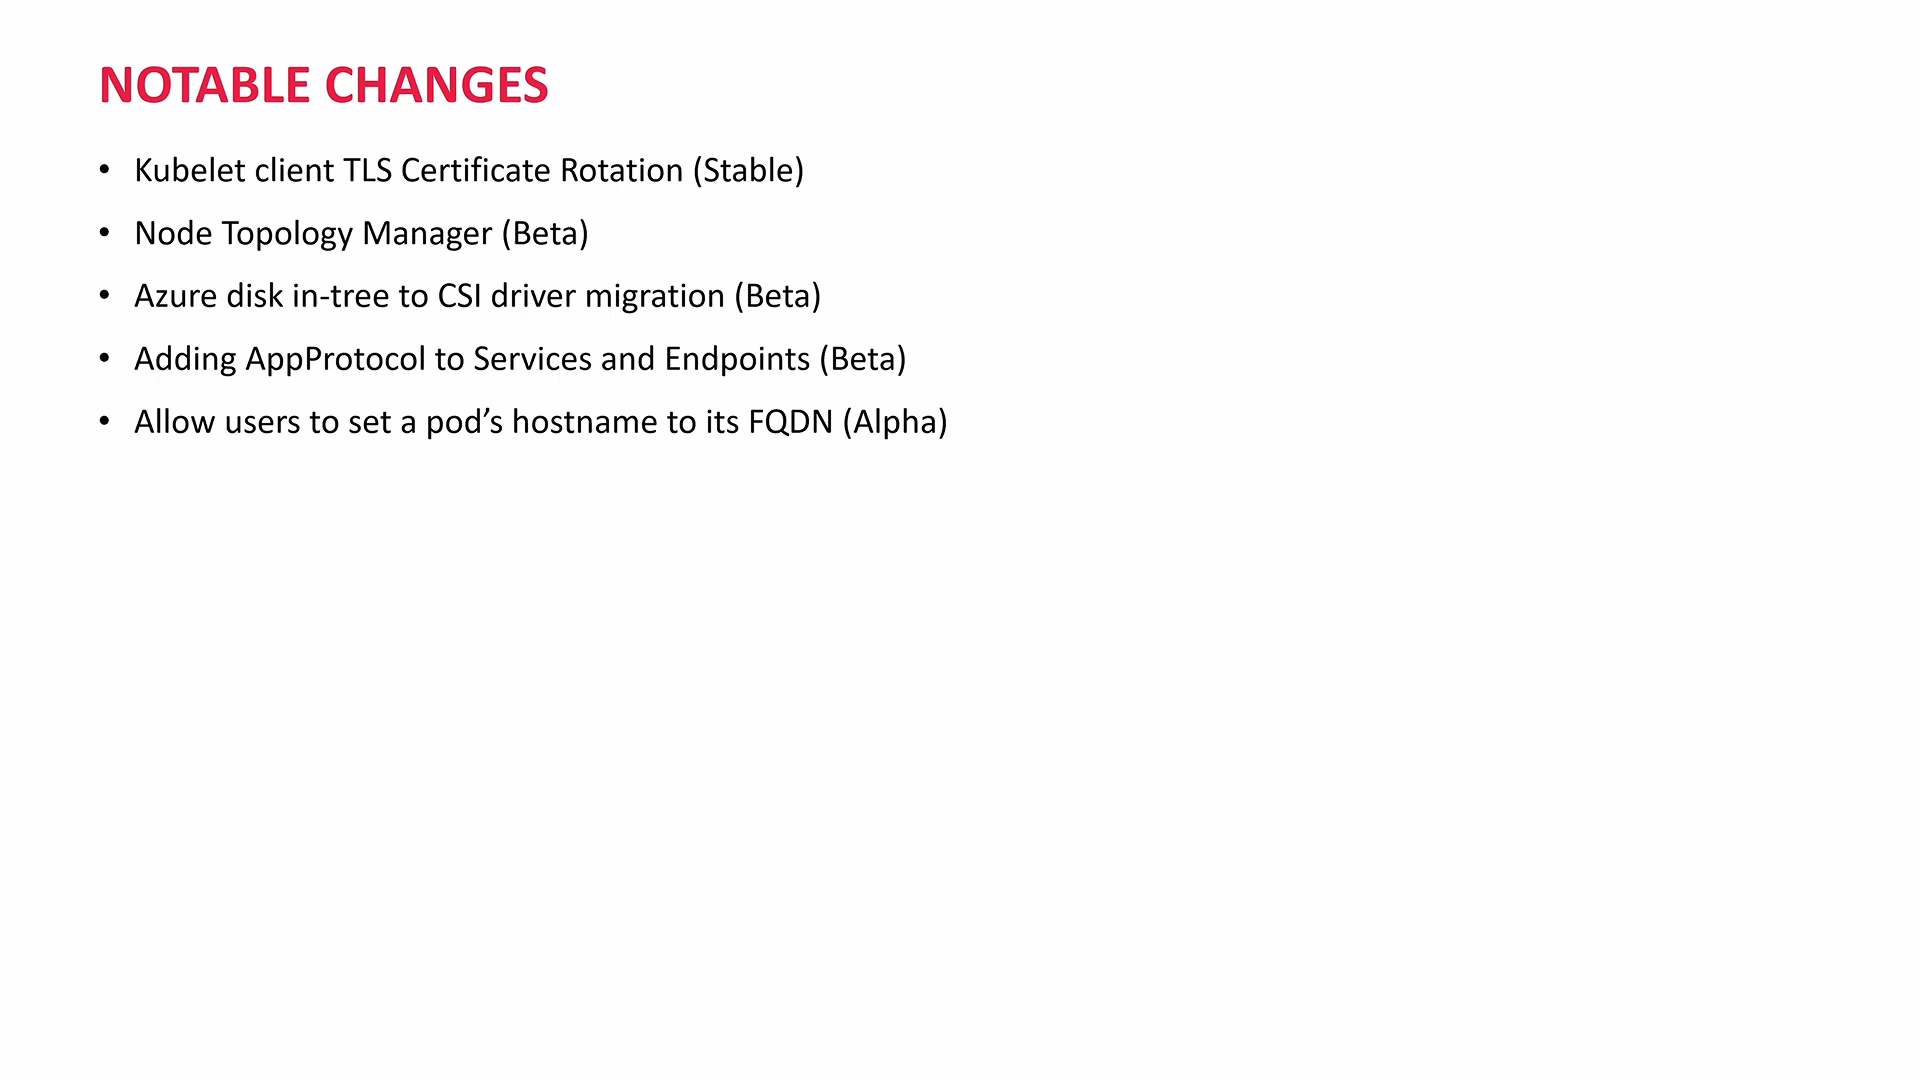 NOTABLE CHANGES
• Kubelet client TLS Certificate Rotation (Stable)
• Node Topology Manager (Beta)
• Azure disk in-tree to CSI driver migration (Beta)
• Adding AppProtocol to Services and Endpoints (Beta)
• Allow users to set a pod’s hostname to its FQDN (Alpha)